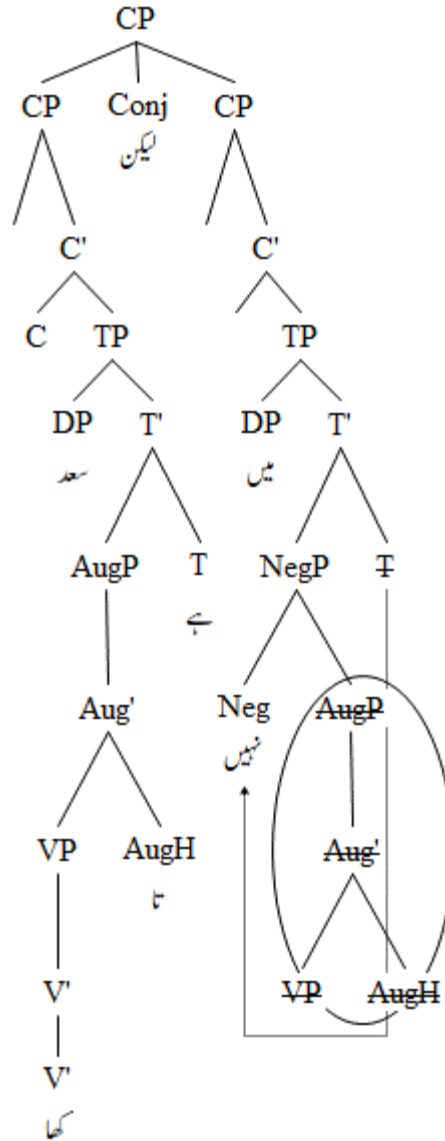 CP
CP Conj CP
لیکن
C' C'
C TP TP
DP T' DP T'
سعد میں
AugP T NegP T
ہے
Aug' Neg AugP
نہیں
VP AugH Aug'
تا
V' VP AugH
V'
کھا